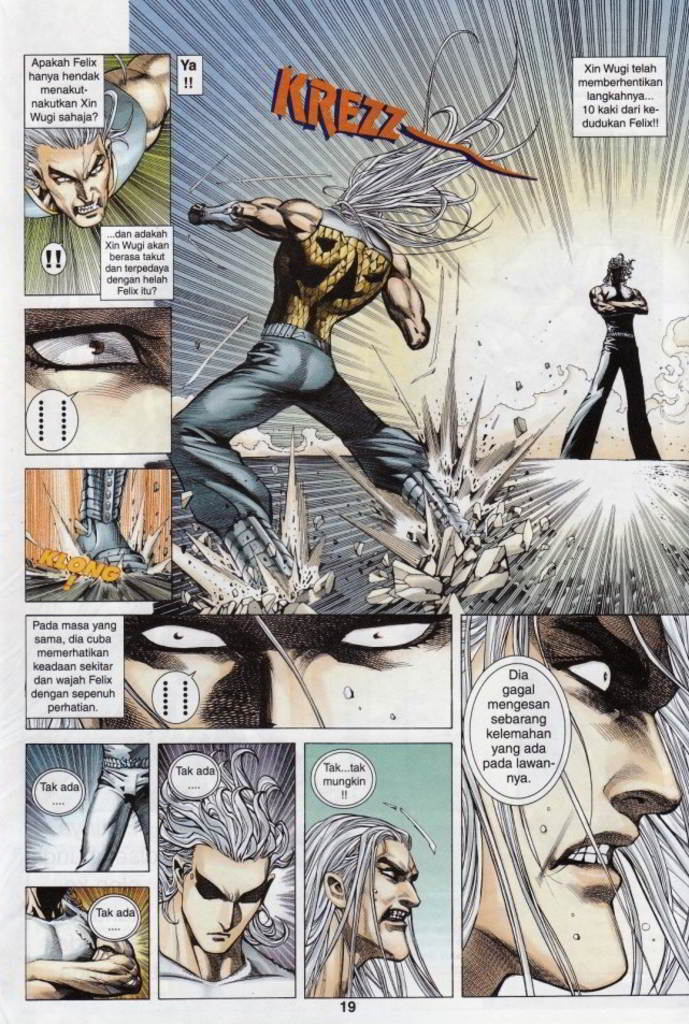 Apakah Felix
hanya hendak
menakut-
nakutkan Xin
Wugi sahaja?
!!
...dan adakah
Xin Wugi akan
berasa takut
dan terpedaya
dengan helah
Felix itu?
Ya
!!
KREZZ
Xin Wugi telah
memberhentikan
langkahnya...
10 kaki dari ke-
dudukan Felix!!
KLONG
!
Pada masa yang
sama, dia cuba
memerhatikan
keadaan sekitar
dan wajah Felix
dengan sepenuh
perhatian.
Dia
gagal
mengesan
sebarang
kelemahan
yang ada
pada lawan-
nya.
Tak ada
....
Tak ada
....
Tak ada
....
Tak...tak
mungkin
!!
19